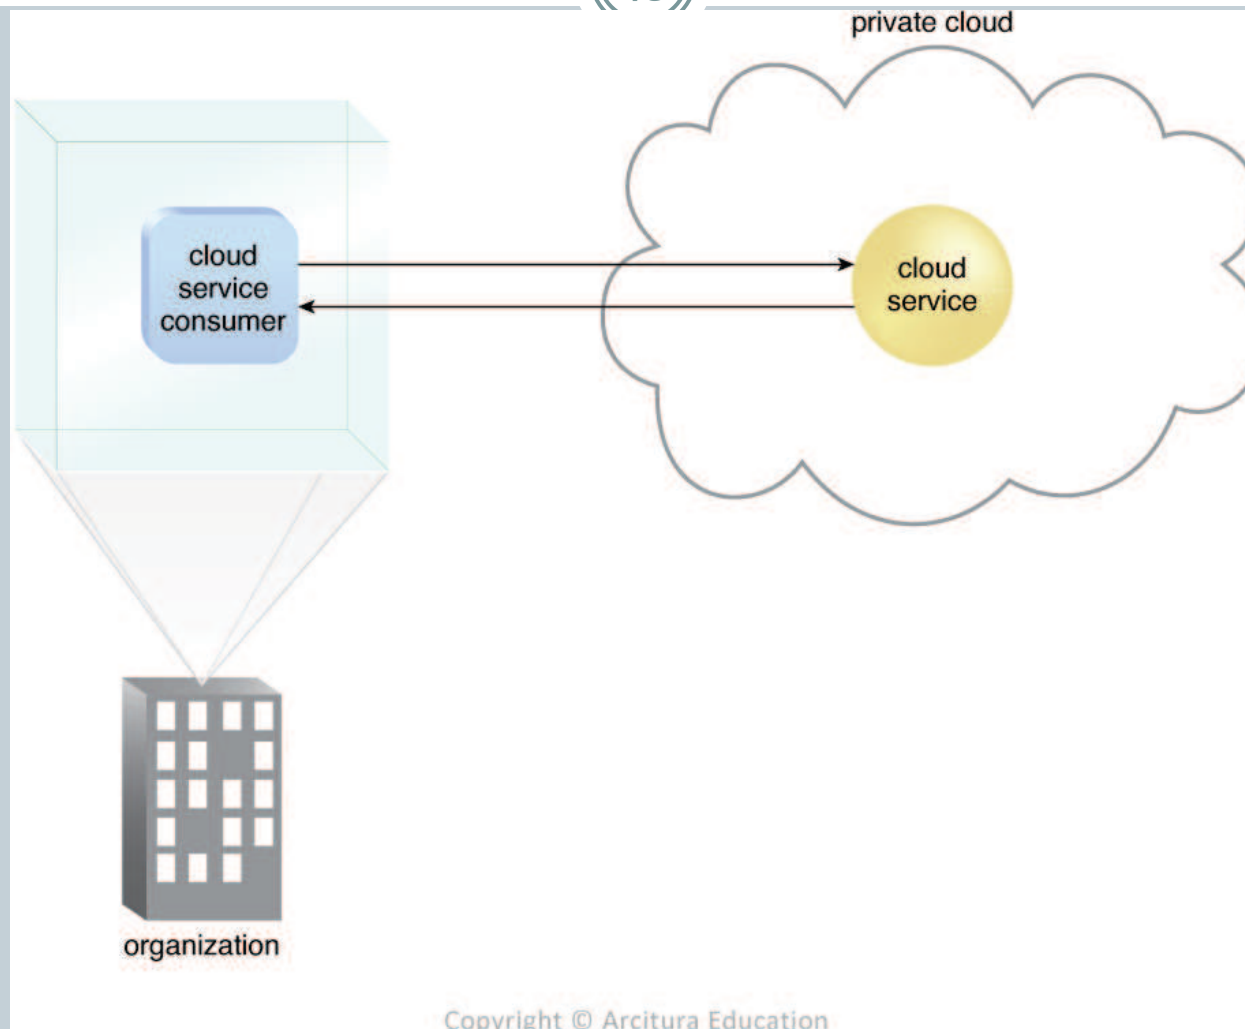 private cloud
cloud
service
consumer
cloud
service
organization
Copyright © Arcitura Education